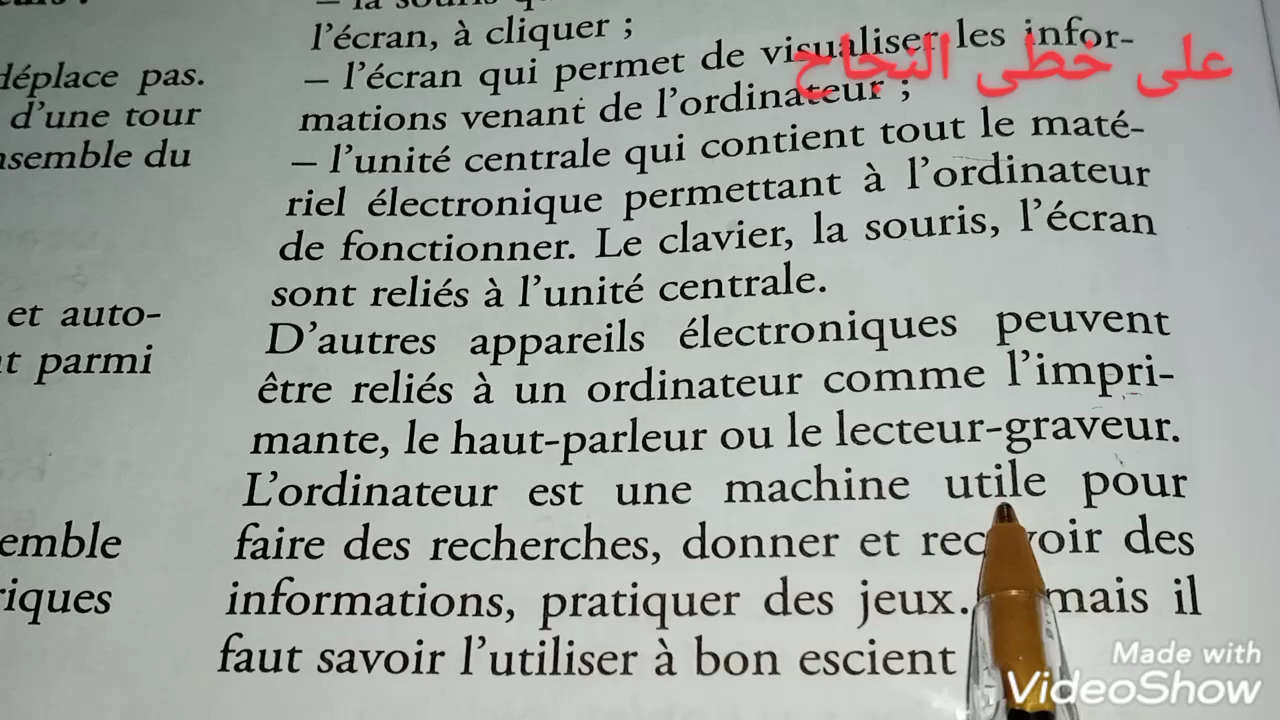 déplace pas.
d'une tour
nsemble du
et auto-
t parmi
emble
riques
l'écran, à cliquer ;
– l'écran qui permet de visualiser les infor-
mations venant de l'ordinateur ;
– l'unité centrale qui contient tout le maté-
riel électronique permettant à l'ordinateur
de fonctionner. Le clavier, la souris, l'écran
sont reliés à l'unité centrale.
D'autres appareils électroniques peuvent
être reliés à un ordinateur comme l'impri-
mante, le haut-parleur ou le lecteur-graveur.
L'ordinateur est une machine utile pour
faire des recherches, donner et recevoir des
informations, pratiquer des jeux. mais il
faut savoir l'utiliser à bon escient
على خطى النجاح
Made with
VideoShow